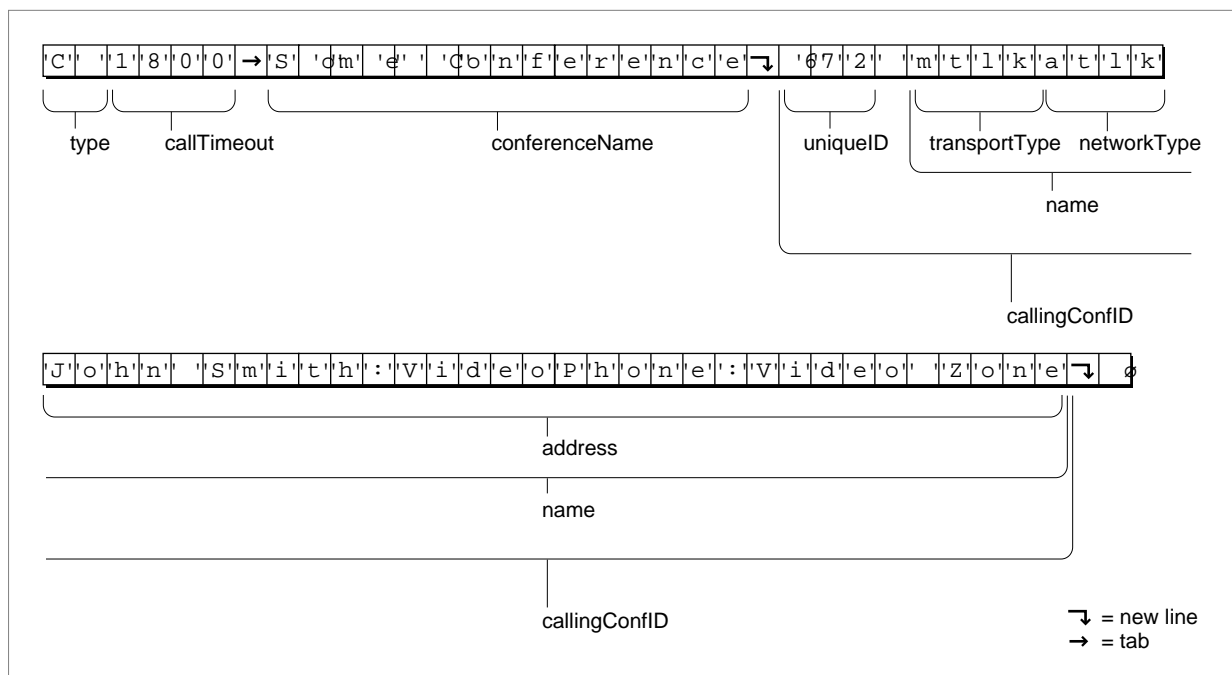 'C'' ''1''8''0''0'→'S''o''m''e'' ''C''o''n''f''e''r''e''n''c''e'↴'6''7''2'' ''m''t''l''k''a''t''l''k'
type callTimeout conferenceName uniqueID transportType networkType
name
callingConfID
'J''o''h''n'' ''S''m''i''t''h'':''V''i''d''e''o''P''h''o''n''e'':''V''i''d''e''o'' ''Z''o''n''e'↴ ø
address
name
callingConfID
↴ = new line
→ = tab